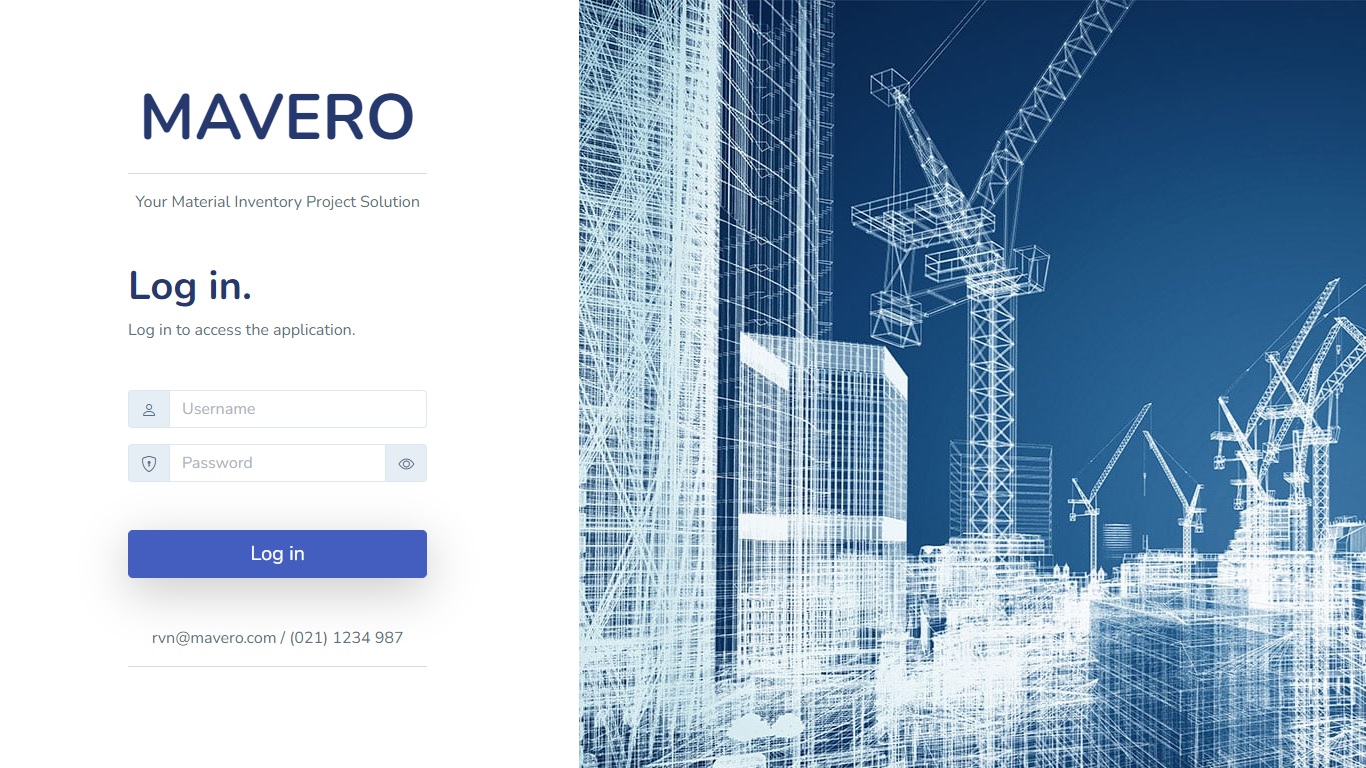 MAVERO
Your Material Inventory Project Solution
Log in.
Log in to access the application.
Username
Password
Log in
rvn@mavero.com / (021) 1234 987